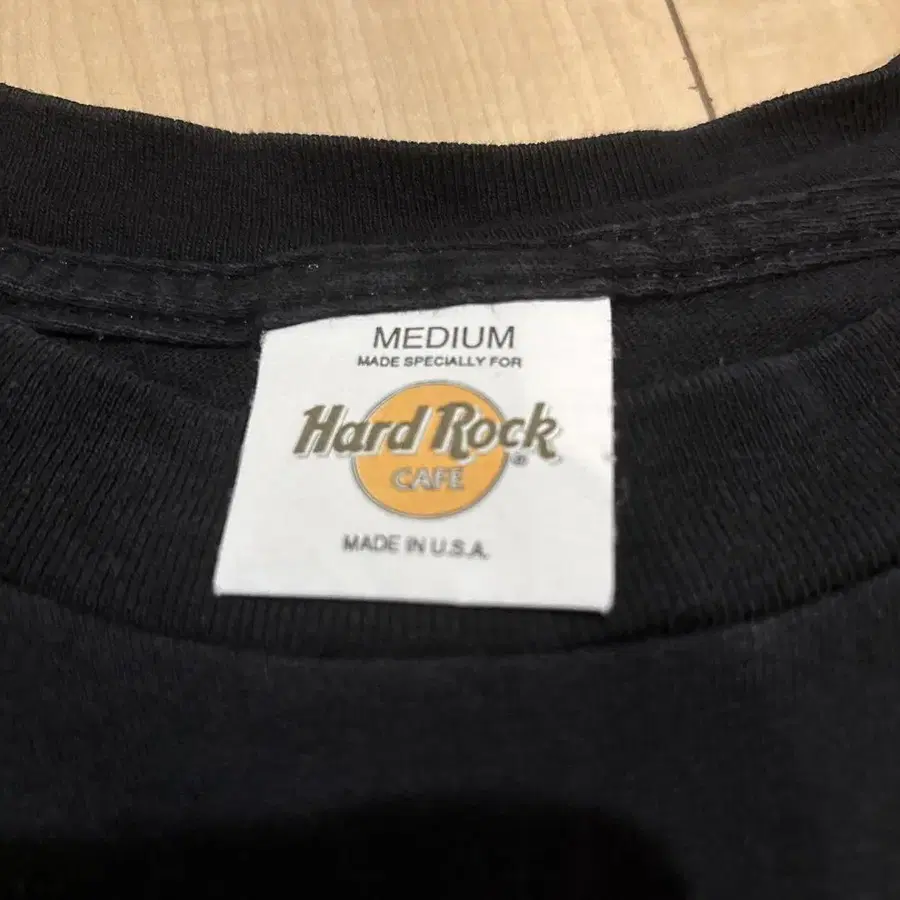 MEDIUM
MADE SPECIALLY FOR
Hard Rock®
CAFE
MADE IN U.S.A.